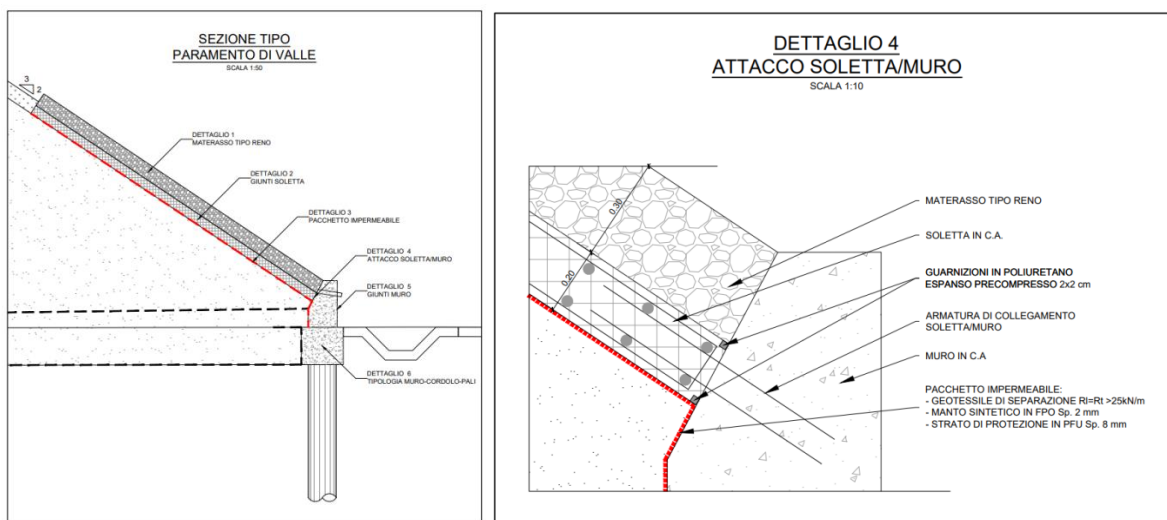 SEZIONE TIPO
PARAMENTO DI VALLE
SCALA 1:50
3
2
DETTAGLIO 1
MATERASSO TIPO RENO
DETTAGLIO 2
GIUNTI SOLETTA
DETTAGLIO 3
PACCHETTO IMPERMEABILE
DETTAGLIO 4
ATTACCO SOLETTA/MURO
DETTAGLIO 5
GIUNTI MURO
DETTAGLIO 6
TIPOLOGIA MURO-CORDOLO-PALI
DETTAGLIO 4
ATTACCO SOLETTA/MURO
SCALA 1:10
0.30
0.20
MATERASSO TIPO RENO
SOLETTA IN C.A.
GUARNIZIONI IN POLIURETANO
ESPANSO PRECOMPRESSO 2x2 cm
ARMATURA DI COLLEGAMENTO
SOLETTA/MURO
MURO IN C.A
PACCHETTO IMPERMEABILE:
- GEOTESSILE DI SEPARAZIONE Rl=Rt >25kN/m
- MANTO SINTETICO IN FPO Sp. 2 mm
- STRATO DI PROTEZIONE IN PFU Sp. 8 mm